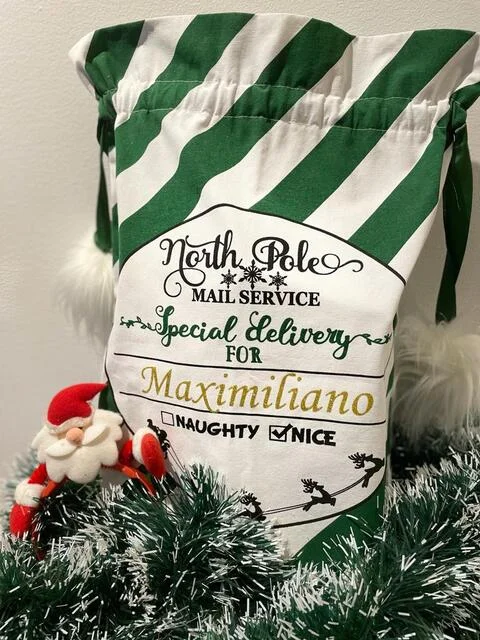 North Pole
MAIL SERVICE
Special delivery
FOR
Maximiliano
NAUGHTY NICE